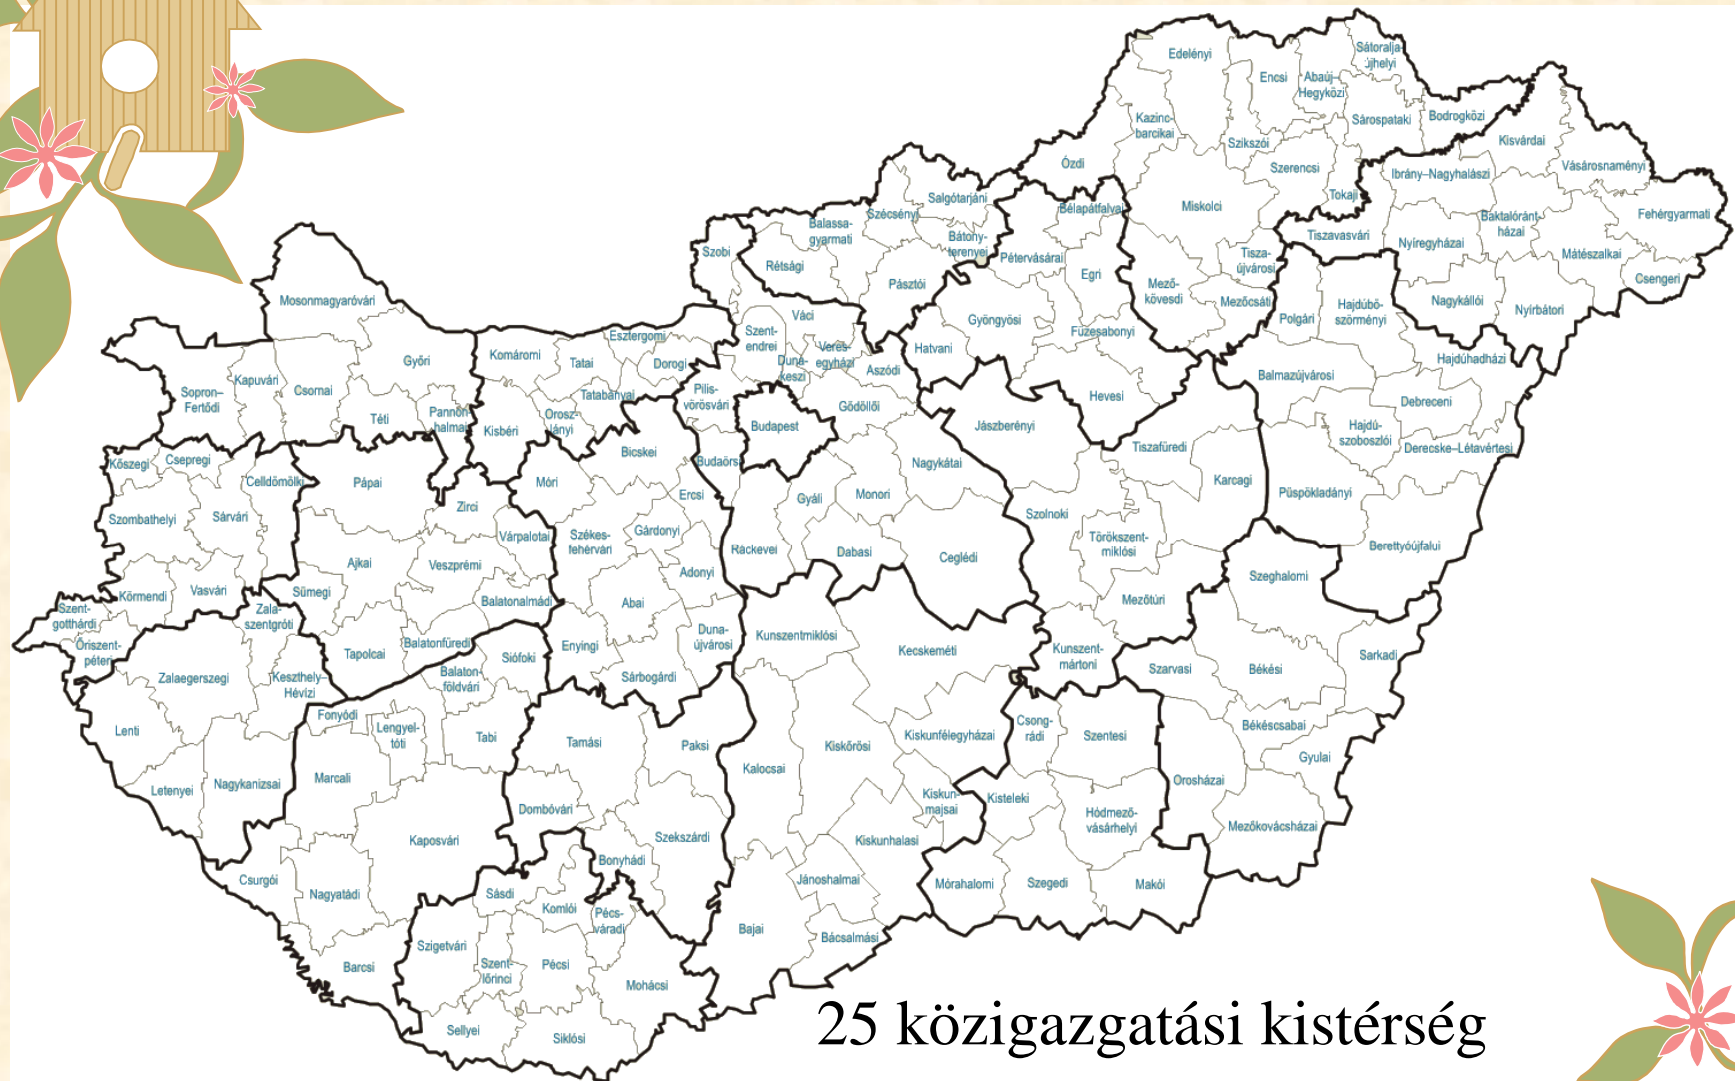 Edelényi
Sátoralja-
újhelyi
Encsi
Abaúj–
Hegyközi
Kazinc-
barcikai
Sárospataki
Bodrogközi
Szikszói
Kisvárdai
Ózdi
Szerencsi
Ibrány–Nagyhalászi
Vásárosnaményi
Tokaji
Miskolci
Salgótarjáni
Szécsényi
Bélapátfalvai
Balassa-
gyarmati
Bátony-
terenyei
Baktalóránt-
házai
Fehérgyarmati
Tiszavasvári
Nyíregyházai
Szobi
Rétsági
Pétervásárai
Tisza-
újvárosi
Mátészalkai
Egri
Pásztói
Mező-
kövesdi
Csengeri
Mosonmagyaróvári
Mezőcsáti
Nagykállói
Nyírbátori
Hajdúbö-
szörményi
Polgári
Váci
Gyöngyösi
Füzesabonyi
Szent-
endrei
Esztergomi
Veres-
egyházi
Hatvani
Komáromi
Tatai
Dorogi
Duna-
keszi
Aszódi
Győri
Hajdúhadházi
Balmazújvárosi
Kapuvári
Csornai
Sopron–
Fertődi
Tatabányai
Pilis-
vörösvári
Gödöllői
Hevesi
Debreceni
Téti
Pannon-
halmai
Kisbéri
Orosz-
lányi
Budapest
Jászberényi
Hajdú-
szoboszlói
Derecske–Létavértesi
Bicskei
Tiszafüredi
Kőszegi
Csepregi
Budaörsi
Nagykátai
Celldömölki
Pápai
Móri
Karcagi
Püspökladányi
Ercsi
Gyáli
Monori
Zirci
Szolnoki
Szombathelyi
Sárvári
Várpalotai
Székes-
fehérvári
Gárdonyi
Törökszent-
miklósi
Ráckevei
Dabasi
Ceglédi
Berettyóújfalui
Ajkai
Veszprémi
Adonyi
Szeghalomi
Körmendi
Vasvári
Sümegi
Balatonalmádi
Abai
Mezőtúri
Szent-
gotthárdi
Zala-
szentgróti
Őriszent-
péteri
Tapolcai
Balatonfüredi
Siófoki
Enyingi
Duna-
újvárosi
Kunszentmiklósi
Kecskeméti
Kunszent-
mártoni
Szarvasi
Békési
Sarkadi
Zalaegerszegi
Keszthely–
Hévízi
Balaton-
földvári
Sárbogárdi
Lenti
Fonyódi
Lengyel-
tóti
Tabi
Tamási
Paksi
Kiskőrösi
Kiskunfélegyházai
Csong-
rádi
Szentesi
Békéscsabai
Gyulai
Kalocsai
Orosházai
Letenyei
Nagykanizsai
Marcali
Dombóvári
Kiskun-
majsai
Kisteleki
Hódmező-
vásárhelyi
Mezőkovácsházai
Kaposvári
Szekszárdi
Kiskunhalasi
Bonyhádi
Csurgói
Nagyatádi
Sásdi
Jánoshalmai
Mórahalomi
Szegedi
Makói
Komlói
Pécs-
váradi
Bajai
Bácsalmási
Szigetvári
Barcsi
Szent-
lőrinci
Pécsi
Mohácsi
Sellyei
Siklósi
25 közigazgatási kistérség